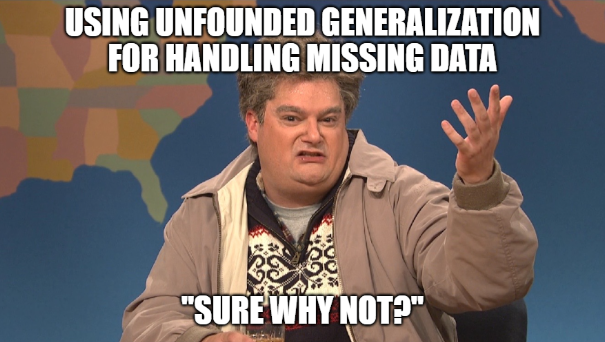 USING UNFOUNDED GENERALIZATION
FOR HANDLING MISSING DATA
"SURE WHY NOT?"